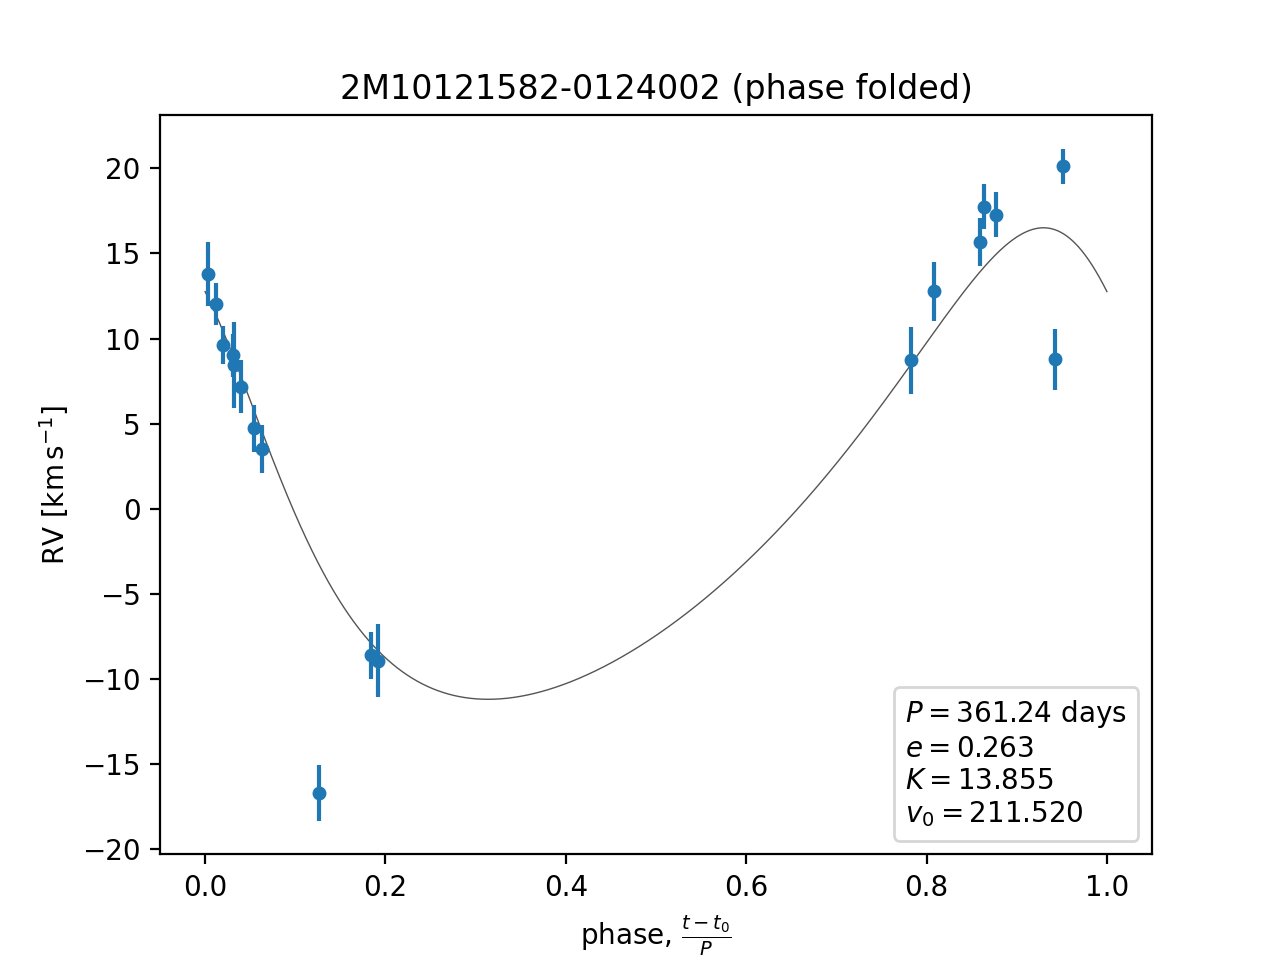 2M10121582-0124002 (phase folded)
RV [km s⁻¹]
20
15
10
5
0
−5
−10
−15
−20
P = 361.24 days
e = 0.263
K = 13.855
v₀ = 211.520
0.0 0.2 0.4 0.6 0.8 1.0
phase, (t − t₀)/P